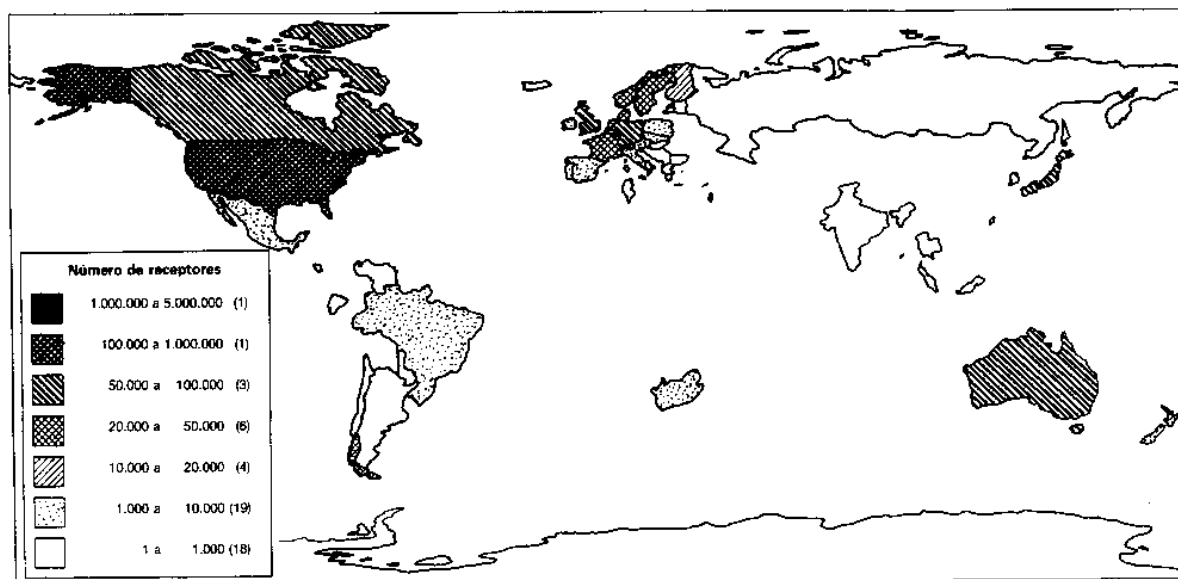 Número de receptores
1.000.000 a 5.000.000 (1)
100.000 a 1.000.000 (1)
50.000 a 100.000 (3)
20.000 a 50.000 (6)
10.000 a 20.000 (4)
1.000 a 10.000 (19)
1 a 1.000 (18)